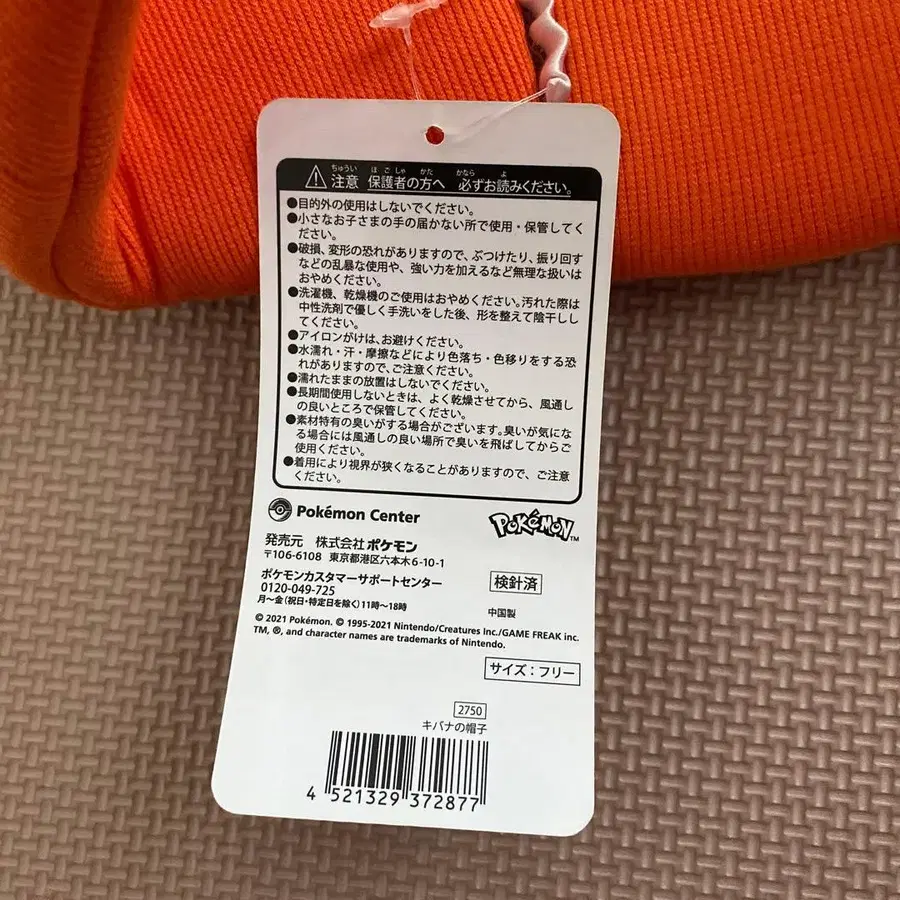 ちゅうい ほごしゃ かた かなら よ
注意 保護者の方へ 必ずお読みください。
●目的外の使用はしないでください。
●小さなお子さまの手の届かない所で使用・保管してく
ださい。
●破損、変形の恐れがありますので、ぶつけたり、振り回す
などの乱暴な使用や、強い力を加えるなど無理な扱いは
おやめください。
●洗濯機、乾燥機のご使用はおやめください。汚れた際は
中性洗剤で優しく手洗いをした後、形を整えて陰干しし
てください。
●アイロンがけは、お避けください。
●水濡れ・汗・摩擦などにより色落ち・色移りをする恐
れがありますので、ご注意ください。
●濡れたままの放置はしないでください。
●長期間使用しないときは、よく乾燥させてから、風通し
の良いところで保管してください。
●素材特有の臭いがする場合がございます。臭いが気にな
る場合には風通しの良い場所で臭いを飛ばしてからご
使用ください。
●着用により視界が狭くなることがありますので、ご注意
ください。
Pokémon Center
POKéMON™
発売元 株式会社ポケモン
〒106-6108 東京都港区六本木6-10-1
ポケモンカスタマーサポートセンター
0120-049-725
月～金(祝日・特定日を除く)11時～18時
検針済
中国製
© 2021 Pokémon. © 1995-2021 Nintendo/Creatures Inc./GAME FREAK inc.
TM, ®, and character names are trademarks of Nintendo.
サイズ：フリー
2750
キバナの帽子
4 521329 372877